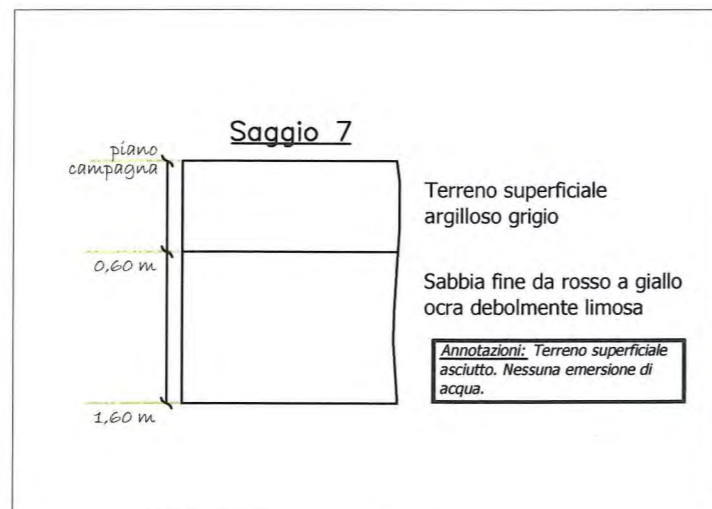 Saggio 7
piano
campagna
Terreno superficiale
argilloso grigio
0,60 m
Sabbia fine da rosso a giallo
ocra debolmente limosa
Annotazioni: Terreno superficiale
asciutto. Nessuna emersione di
acqua.
1,60 m